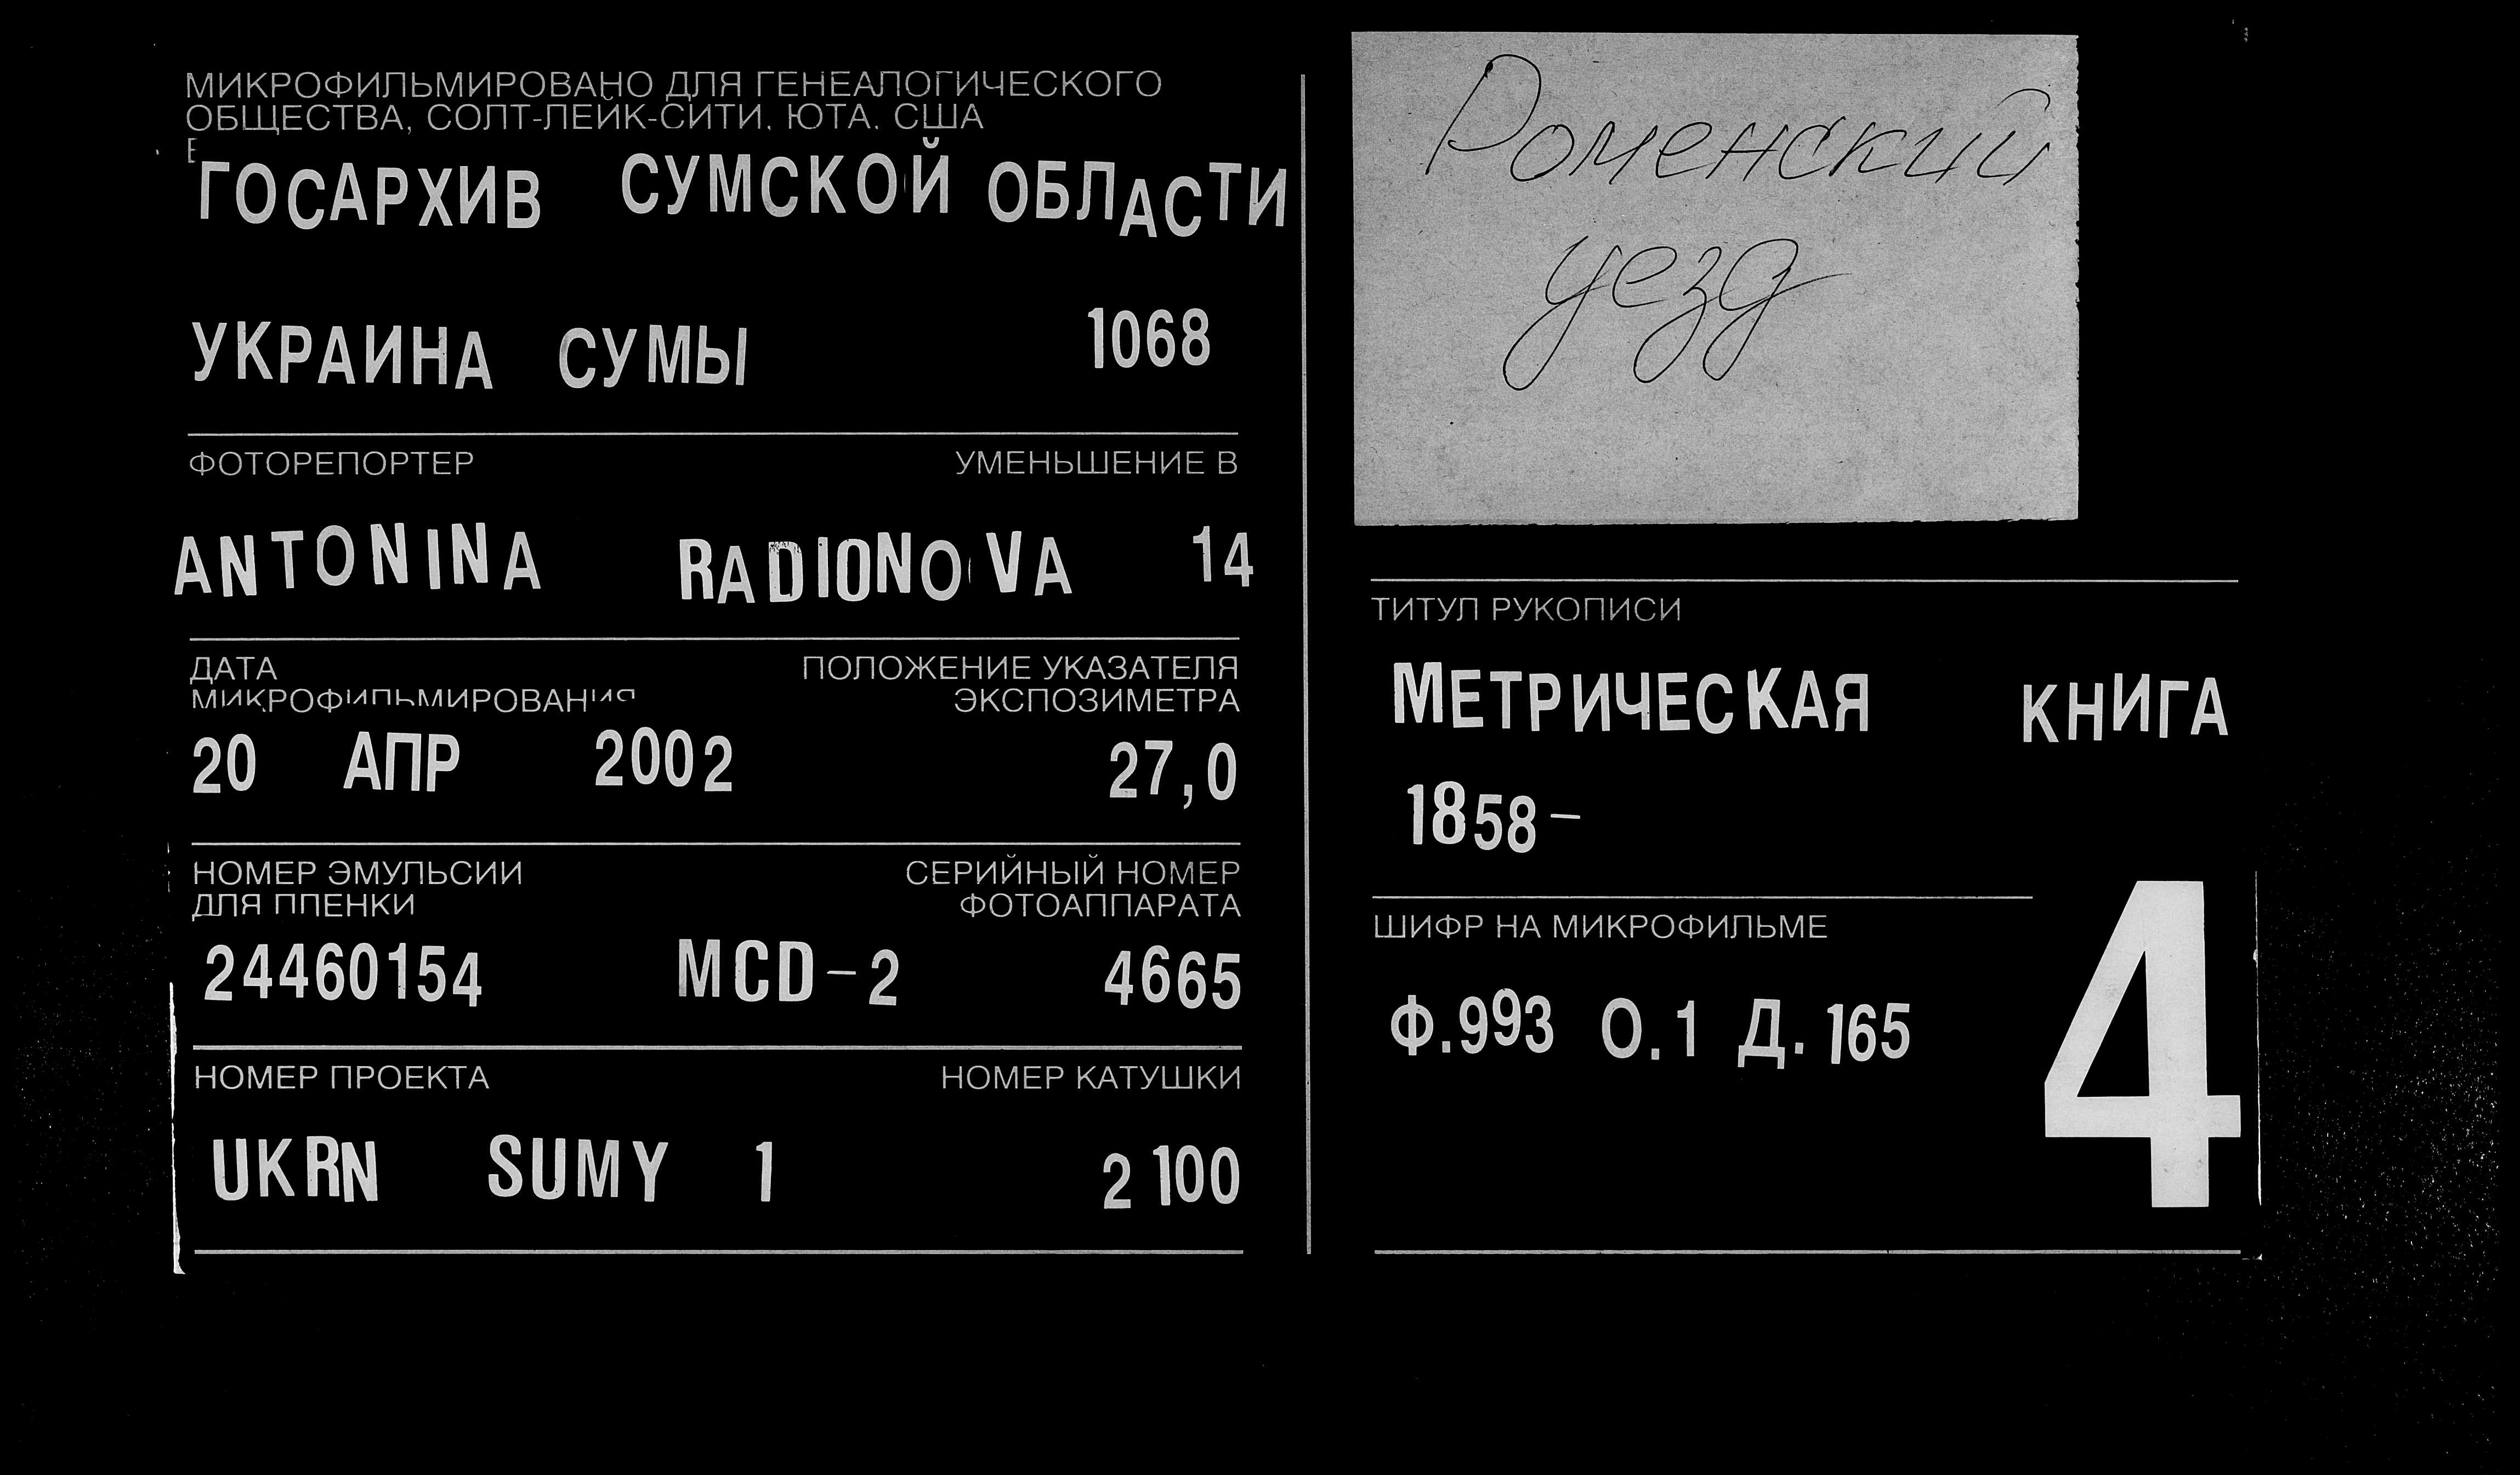 МИКРОФИЛЬМИРОВАНО ДЛЯ ГЕНЕАЛОГИЧЕСКОГО
ОБЩЕСТВА, СОЛТ-ЛЕЙК-СИТИ, ЮТА, США
ГОСАРХИВ СУМСКОЙ ОБЛАСТИ
УКРАИНА СУМЫ 1068
ФОТОРЕПОРТЕР УМЕНЬШЕНИЕ В
ANTONINA RADIONOVA 14
ДАТА ПОЛОЖЕНИЕ УКАЗАТЕЛЯ
МИКРОФИЛЬМИРОВАНИЯ ЭКСПОЗИМЕТРА
20 АПР 2002 27,0
НОМЕР ЭМУЛЬСИИ СЕРИЙНЫЙ НОМЕР
ДЛЯ ПЛЕНКИ ФОТОАППАРАТА
24460154 MCD-2 4665
НОМЕР ПРОЕКТА НОМЕР КАТУШКИ
UKRN SUMY 1 2100
Роменский
уезд
ТИТУЛ РУКОПИСИ
МЕТРИЧЕСКАЯ КНИГА
1858-
ШИФР НА МИКРОФИЛЬМЕ
Ф.993 О.1 Д.165
4